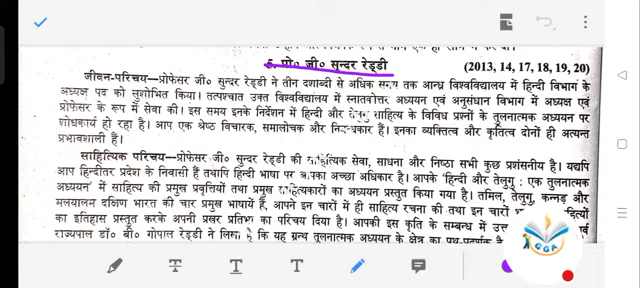 5. प्रो० जी० सुन्दर रेड्डी (2013, 14, 17, 18, 19, 20)
जीवन-परिचय—प्रोफेसर जी० सुन्दर रेड्डी ने तीन दशाब्दी से अधिक समय तक आन्ध्र विश्वविद्यालय में हिन्दी विभाग के
अध्यक्ष पद को सुशोभित किया। तत्पश्चात उक्त विश्वविद्यालय में स्नातकोत्तर अध्ययन एवं अनुसंधान विभाग में अध्यक्ष एवं
प्रोफेसर के रूप में सेवा की। इस समय इनके निर्देशन में हिन्दी और तेलुगु साहित्य के विविध प्रश्नों के तुलनात्मक अध्ययन पर
शोधकार्य हो रहा है। आप एक श्रेष्ठ विचारक, समालोचक और निबन्धकार हैं। इनका व्यक्तित्व और कृतित्व दोनों ही अत्यन्त
प्रभावशाली हैं।
साहित्यिक परिचय—प्रोफेसर जी० सुन्दर रेड्डी की साहित्यिक सेवा, साधना और निष्ठा सभी कुछ प्रशंसनीय है। यद्यपि
आप हिन्दीतर प्रदेश के निवासी हैं तथापि हिन्दी भाषा पर आपका अच्छा अधिकार है। आपके 'हिन्दी और तेलुगु : एक तुलनात्मक
अध्ययन' में साहित्य की प्रमुख प्रवृत्तियों तथा प्रमुख साहित्यकारों का अध्ययन प्रस्तुत किया गया है। तमिल, तेलुगु, कन्नड़ और
मलयालम दक्षिण भारत की चार प्रमुख भाषायें हैं, आपने इन चारों में ही साहित्य रचना की तथा इन चारों
का इतिहास प्रस्तुत करके अपनी प्रखर प्रतिभा का परिचय दिया है। आपकी इस कृति के सम्बन्ध में उत्त
राज्यपाल डॉ० बी० गोपाल रेड्डी ने लिखा है कि यह ग्रन्थ तुलनात्मक अध्ययन के क्षेत्र का पथ-प्रदर्शक है
GGA